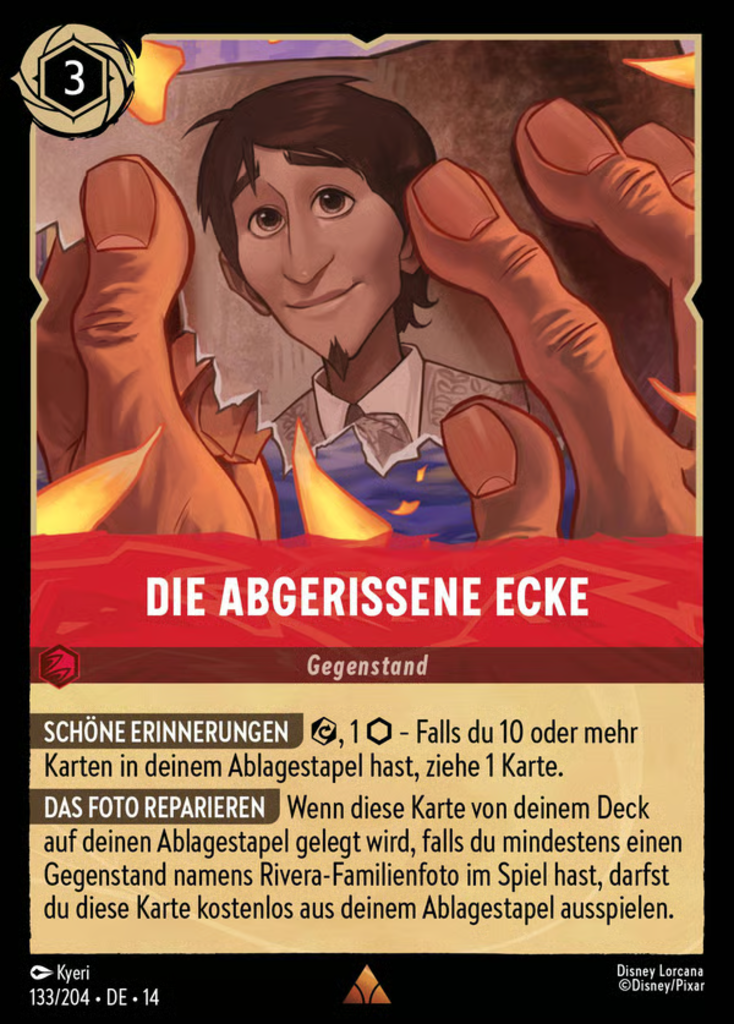 3
DIE ABGERISSENE ECKE
Gegenstand
SCHÖNE ERINNERUNGEN , 1 - Falls du 10 oder mehr
Karten in deinem Ablagestapel hast, ziehe 1 Karte.
DAS FOTO REPARIEREN Wenn diese Karte von deinem Deck
auf deinen Ablagestapel gelegt wird, falls du mindestens einen
Gegenstand namens Rivera-Familienfoto im Spiel hast, darfst
du diese Karte kostenlos aus deinem Ablagestapel ausspielen.
Kyeri
Disney Lorcana
133/204 • DE • 14
©Disney/Pixar